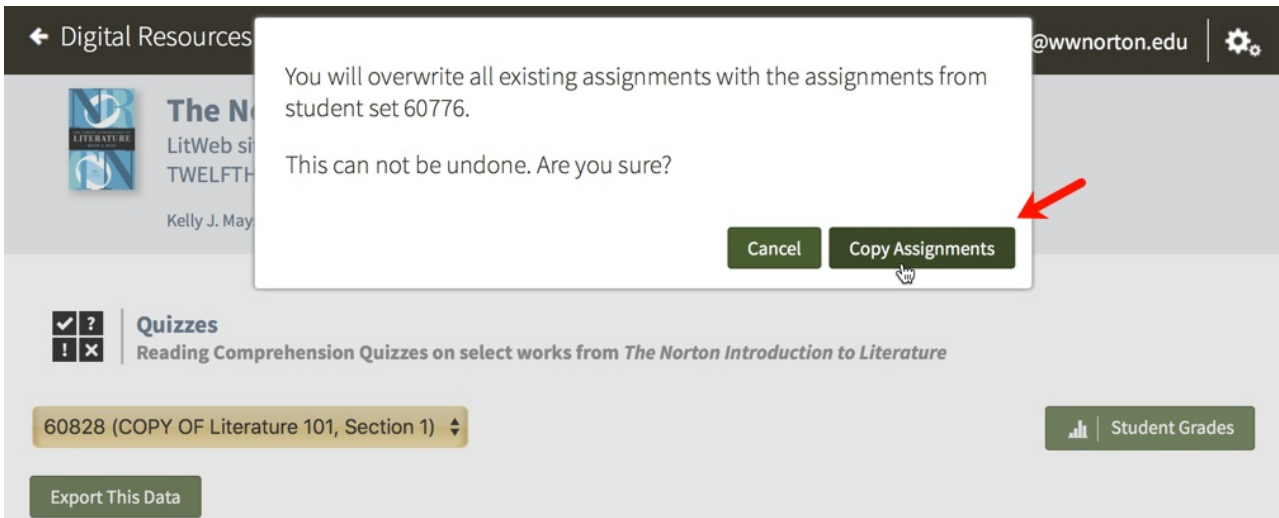 Digital Resources
@wwnorton.edu
You will overwrite all existing assignments with the assignments from
student set 60776.
This can not be undone. Are you sure?
Cancel
Copy Assignments
The No
LitWeb si
TWELFTH
Kelly J. May
LITERATURE
Quizzes
Reading Comprehension Quizzes on select works from The Norton Introduction to Literature
60828 (COPY OF Literature 101, Section 1)
Student Grades
Export This Data